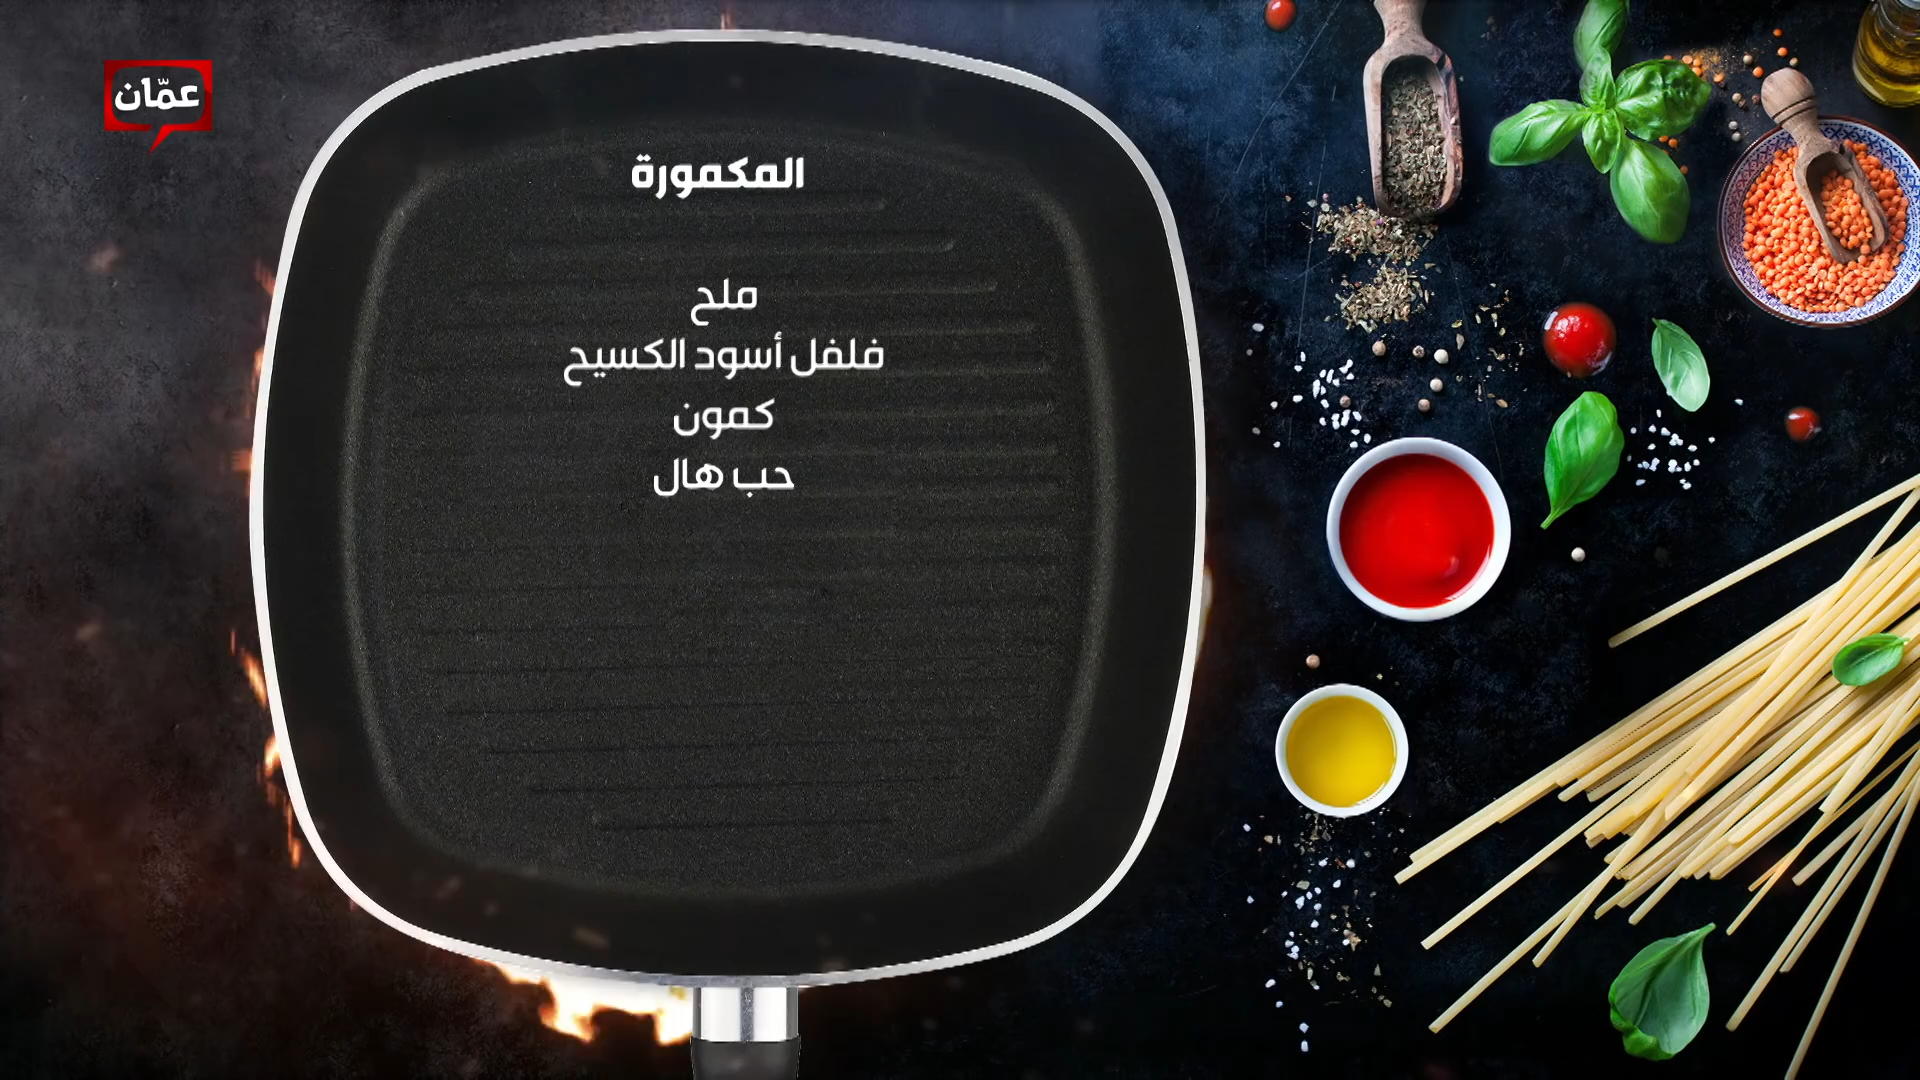 عمّان
المكمورة
ملح
فلفل أسود الكسيح
كمون
حب هال